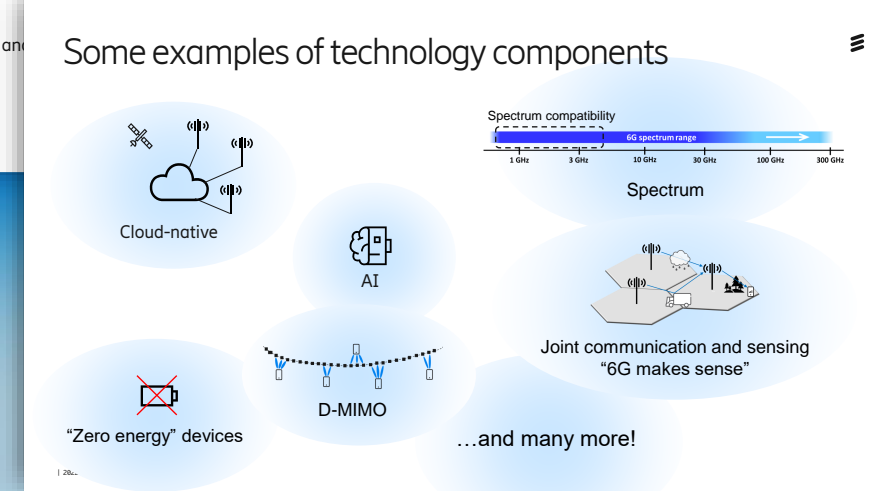 Some examples of technology components
Spectrum compatibility
6G spectrum range
1 GHz 3 GHz 10 GHz 30 GHz 100 GHz 300 GHz
Spectrum
Cloud-native
AI
Joint communication and sensing
“6G makes sense”
D-MIMO
“Zero energy” devices
…and many more!